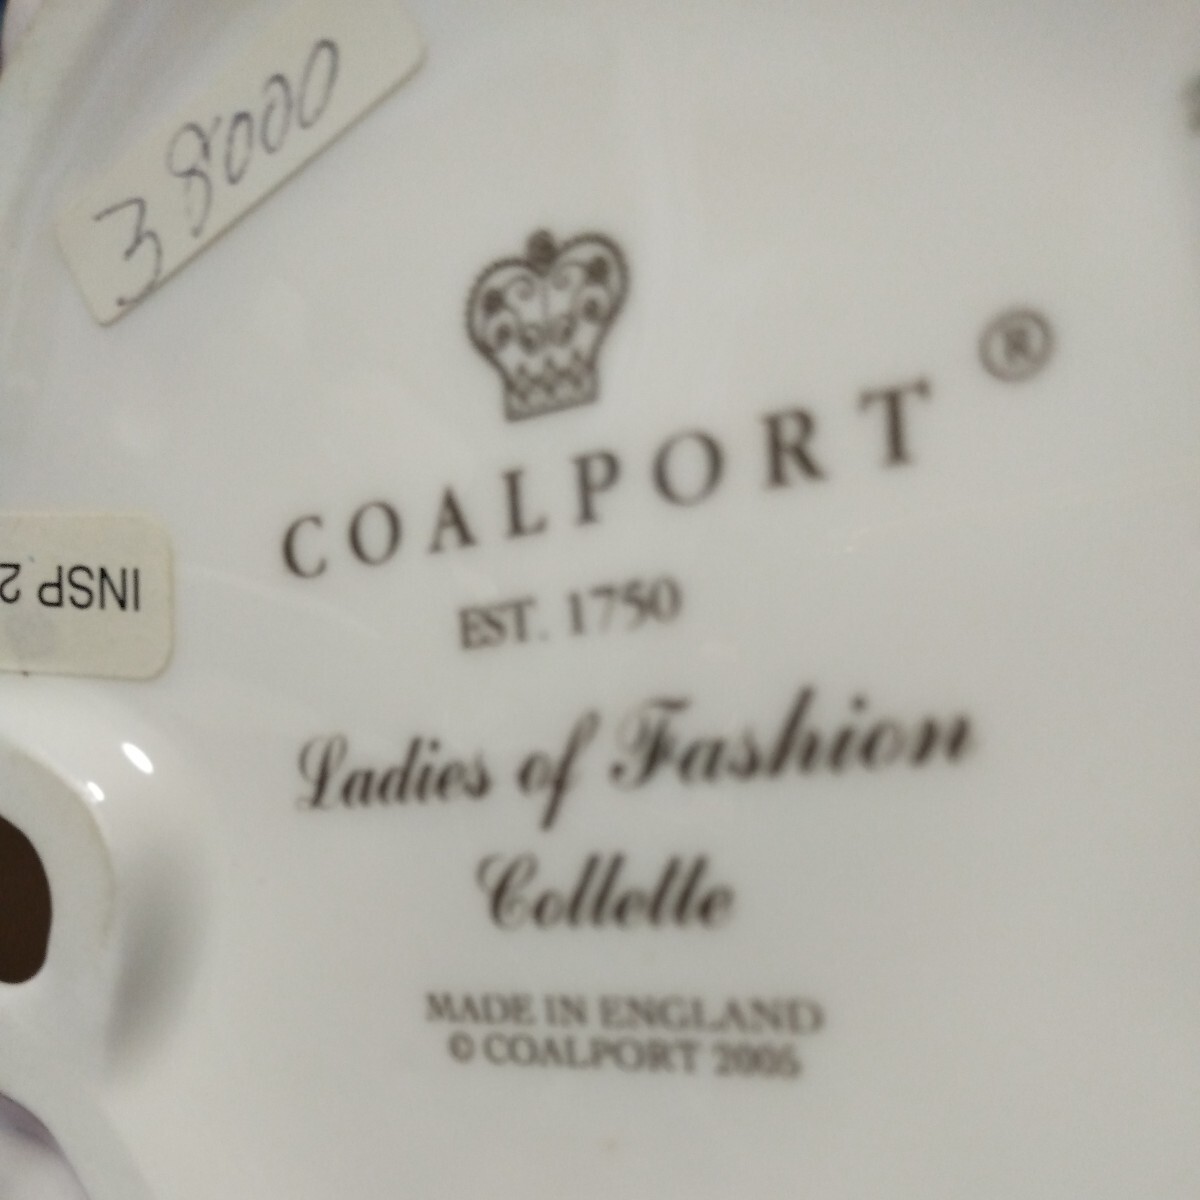 38000
COALPORT ®
EST. 1750
INSP 2
Ladies of Fashion
Collette
MADE IN ENGLAND
© COALPORT 2005